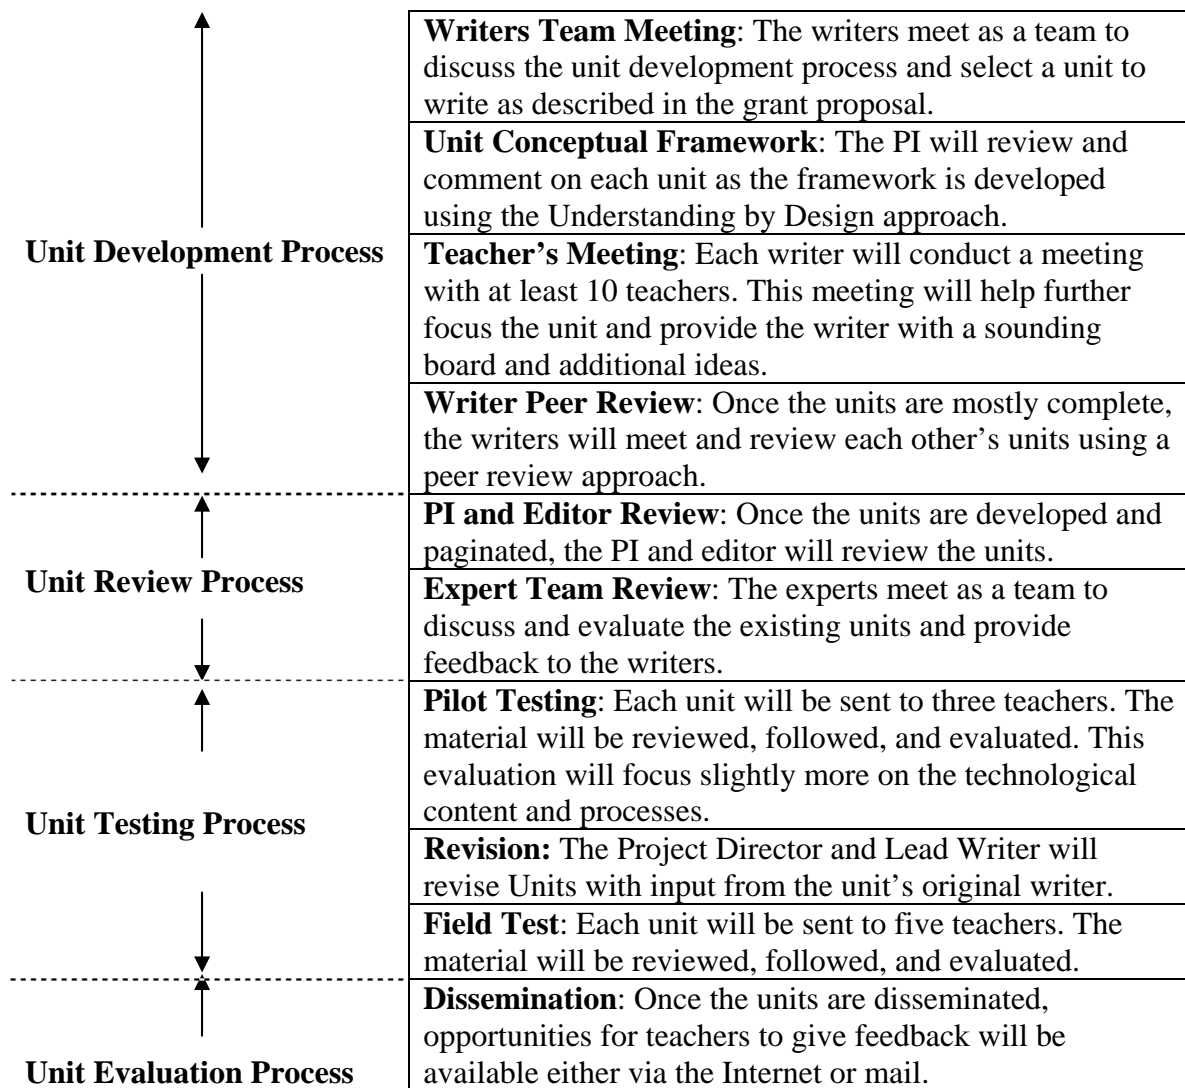 Writers Team Meeting: The writers meet as a team to
discuss the unit development process and select a unit to
write as described in the grant proposal.
Unit Conceptual Framework: The PI will review and
comment on each unit as the framework is developed
using the Understanding by Design approach.
Unit Development Process
Teacher’s Meeting: Each writer will conduct a meeting
with at least 10 teachers. This meeting will help further
focus the unit and provide the writer with a sounding
board and additional ideas.
Writer Peer Review: Once the units are mostly complete,
the writers will meet and review each other’s units using a
peer review approach.
Unit Review Process
PI and Editor Review: Once the units are developed and
paginated, the PI and editor will review the units.
Expert Team Review: The experts meet as a team to
discuss and evaluate the existing units and provide
feedback to the writers.
Unit Testing Process
Pilot Testing: Each unit will be sent to three teachers. The
material will be reviewed, followed, and evaluated. This
evaluation will focus slightly more on the technological
content and processes.
Revision: The Project Director and Lead Writer will
revise Units with input from the unit’s original writer.
Field Test: Each unit will be sent to five teachers. The
material will be reviewed, followed, and evaluated.
Unit Evaluation Process
Dissemination: Once the units are disseminated,
opportunities for teachers to give feedback will be
available either via the Internet or mail.